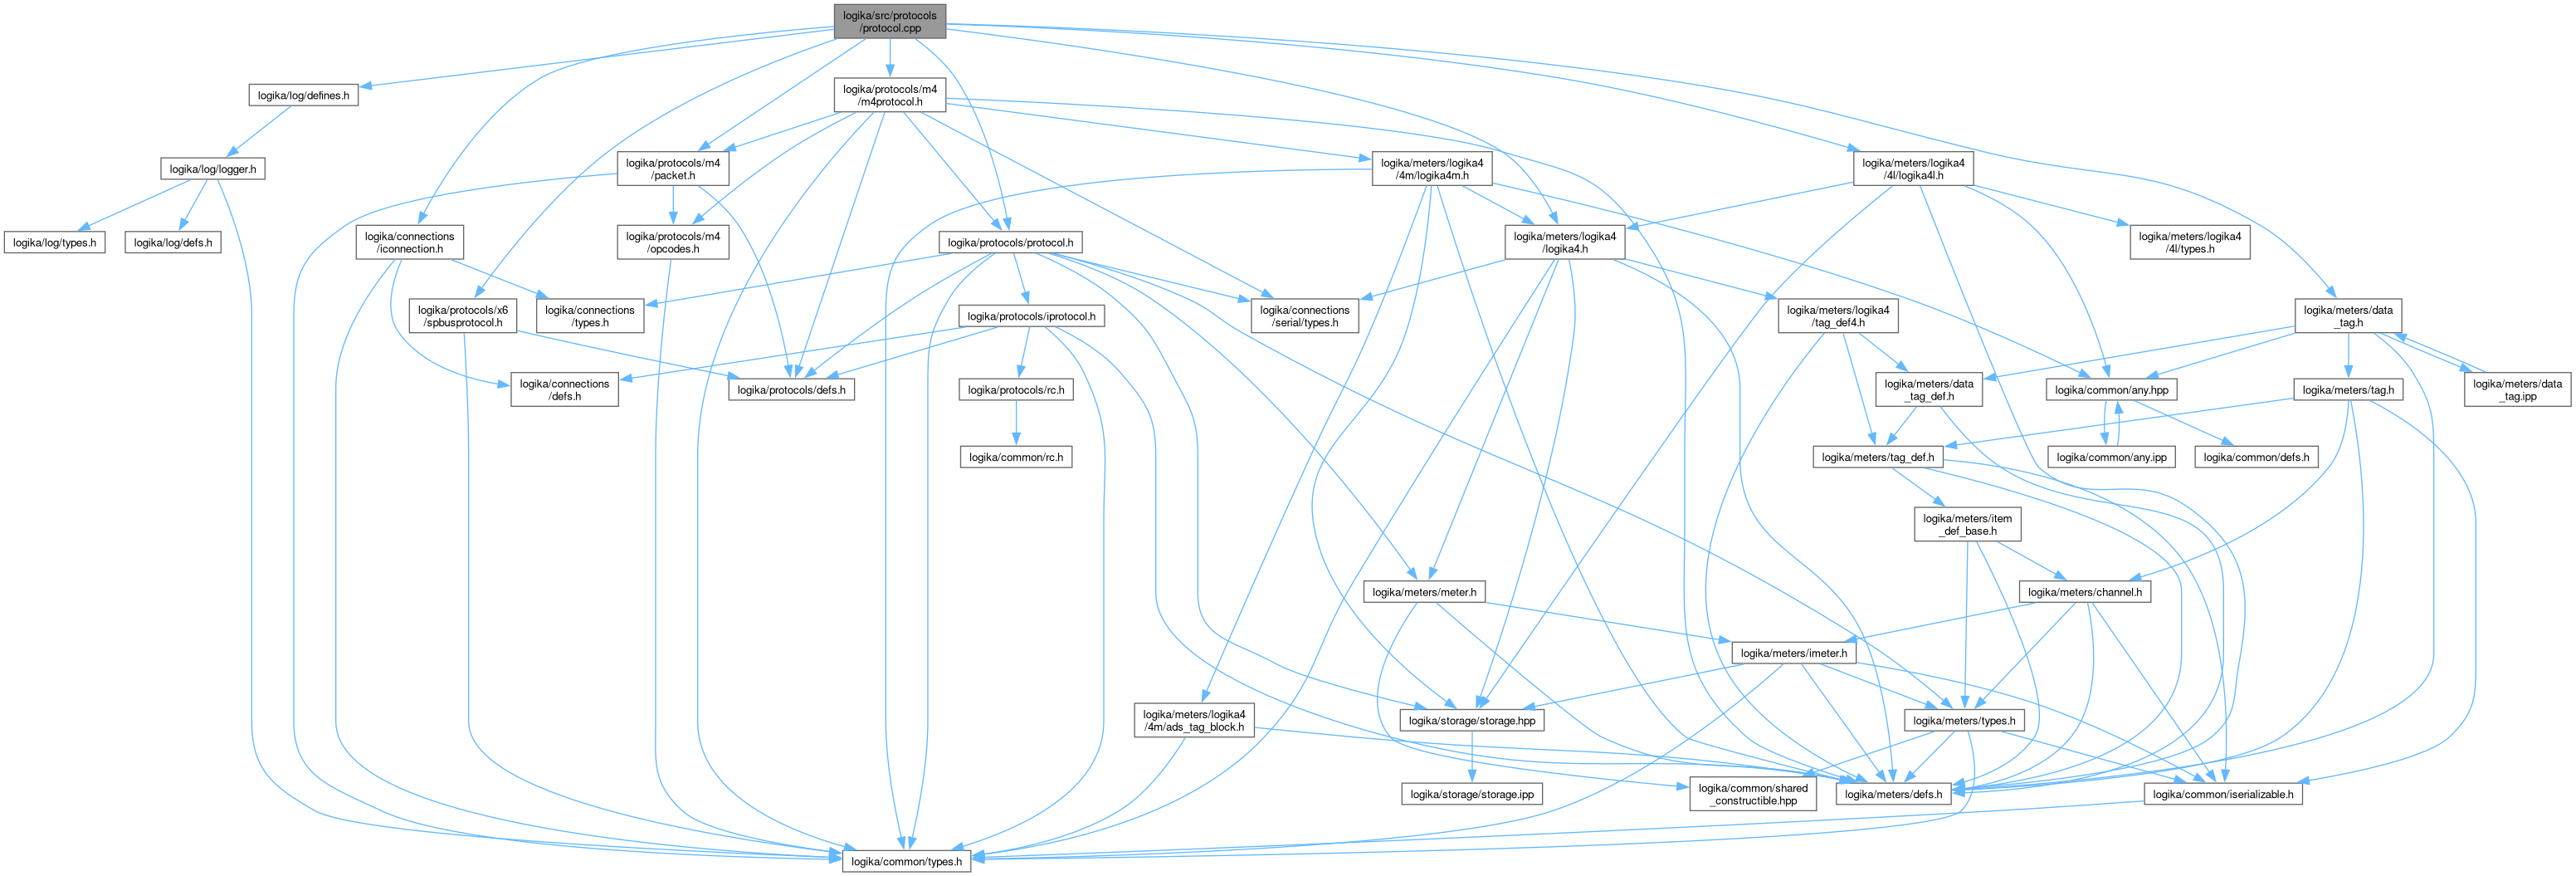 logika/src/protocols
/protocol.cpp
logika/log/defines.h
logika/protocols/m4
/m4protocol.h
logika/log/logger.h
logika/protocols/m4
/packet.h
logika/meters/logika4
/4m/logika4m.h
logika/meters/logika4
/4l/logika4l.h
logika/log/types.h
logika/log/defs.h
logika/connections
/iconnection.h
logika/protocols/m4
/opcodes.h
logika/protocols/protocol.h
logika/meters/logika4
/logika4.h
logika/meters/logika4
/4l/types.h
logika/protocols/x6
/spbusprotocol.h
logika/connections
/types.h
logika/protocols/iprotocol.h
logika/connections
/serial/types.h
logika/meters/logika4
/tag_def4.h
logika/meters/data
_tag.h
logika/connections
/defs.h
logika/protocols/defs.h
logika/protocols/rc.h
logika/meters/data
_tag_def.h
logika/common/any.hpp
logika/meters/tag.h
logika/meters/data
_tag.ipp
logika/common/rc.h
logika/meters/tag_def.h
logika/common/any.ipp
logika/common/defs.h
logika/meters/item
_def_base.h
logika/meters/meter.h
logika/meters/channel.h
logika/meters/imeter.h
logika/meters/logika4
/4m/ads_tag_block.h
logika/storage/storage.hpp
logika/meters/types.h
logika/storage/storage.ipp
logika/common/shared
_constructible.hpp
logika/meters/defs.h
logika/common/iserializable.h
logika/common/types.h